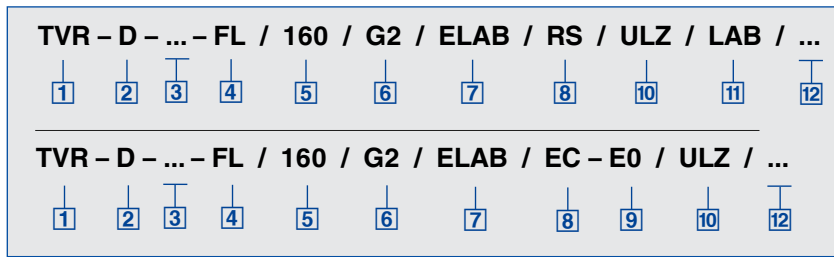 TVR – D – ... – FL / 160 / G2 / ELAB / RS / ULZ / LAB / ...
1 2 3 4 5 6 7 8 10 11 12
TVR – D – ... – FL / 160 / G2 / ELAB / EC – E0 / ULZ / ...
1 2 3 4 5 6 7 8 9 10 12